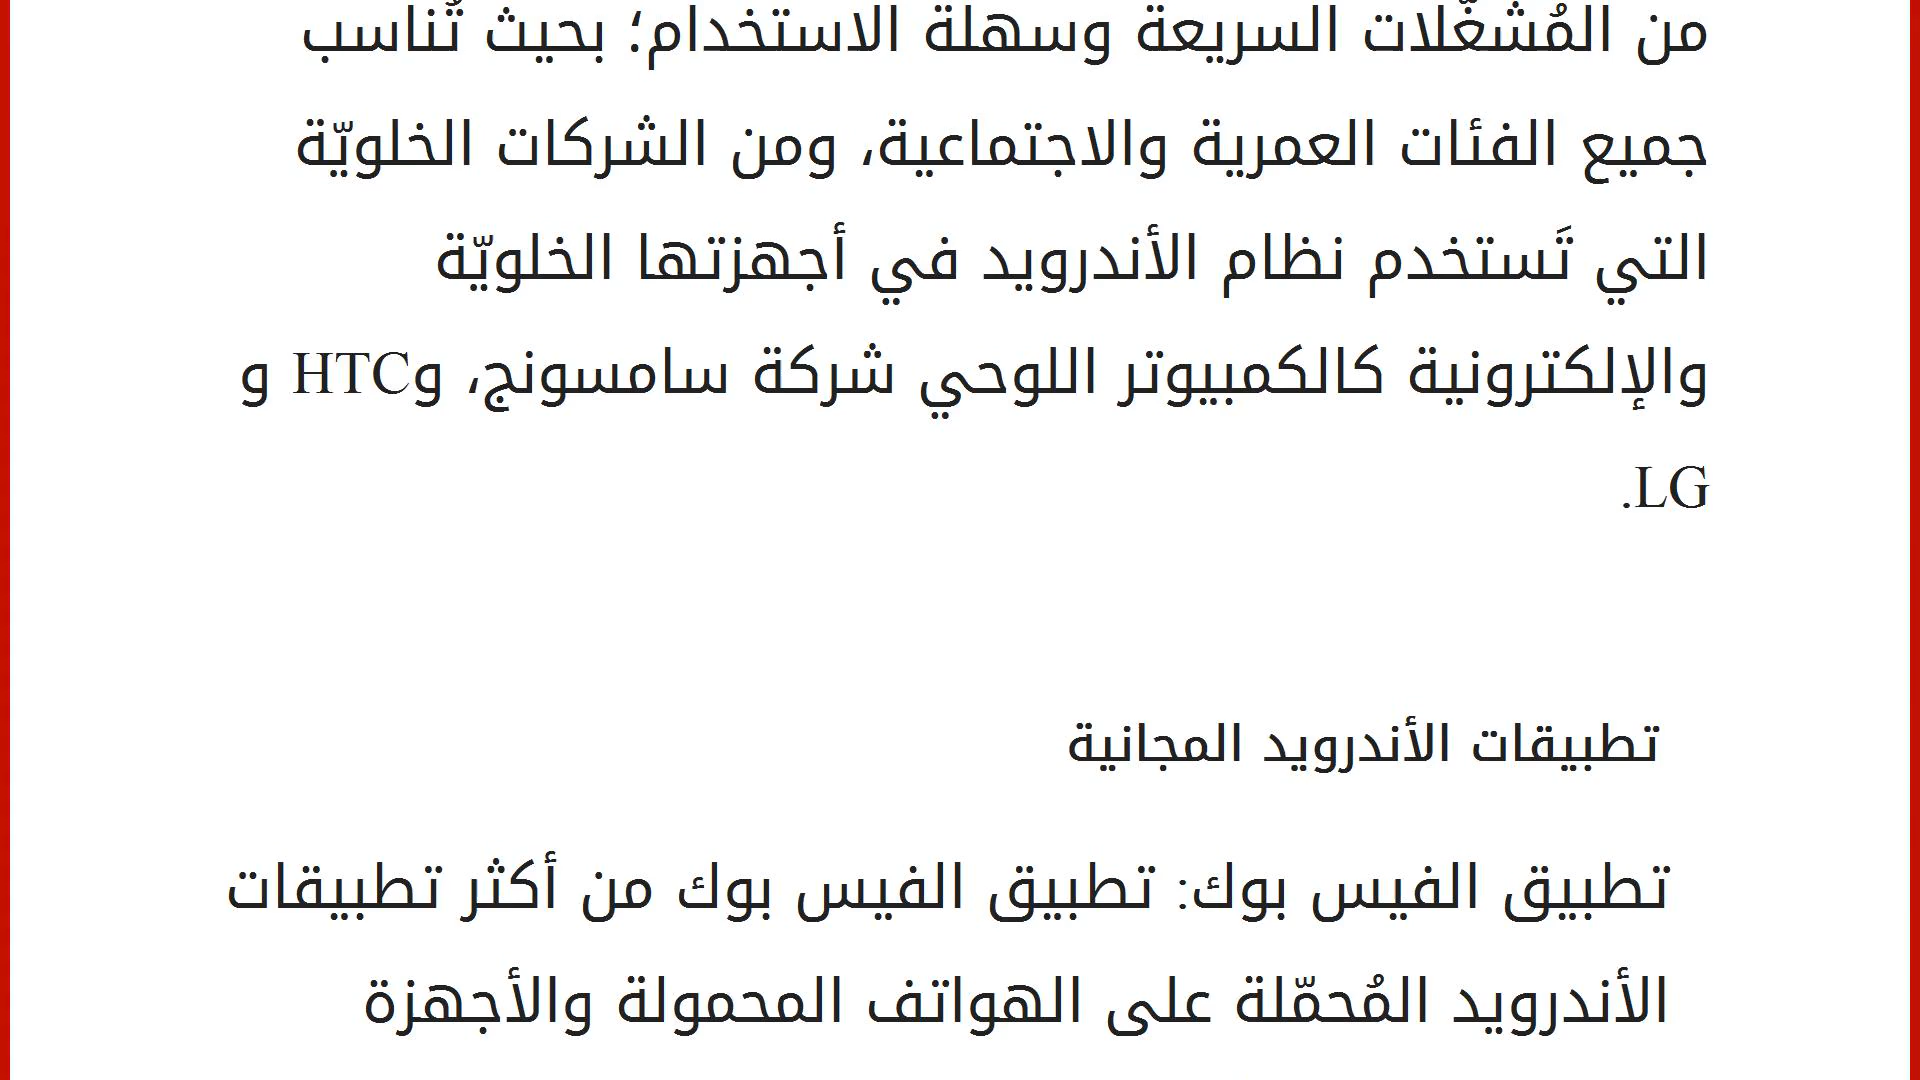 من المُشغّلات السريعة وسهلة الاستخدام؛ بحيث تُناسب
جميع الفئات العمرية والاجتماعية، ومن الشركات الخلويّة
التي تَستخدم نظام الأندرويد في أجهزتها الخلويّة
والإلكترونية كالكمبيوتر اللوحي شركة سامسونج، وHTC و
LG.
تطبيقات الأندرويد المجانية
تطبيق الفيس بوك: تطبيق الفيس بوك من أكثر تطبيقات
الأندرويد المُحمّلة على الهواتف المحمولة والأجهزة